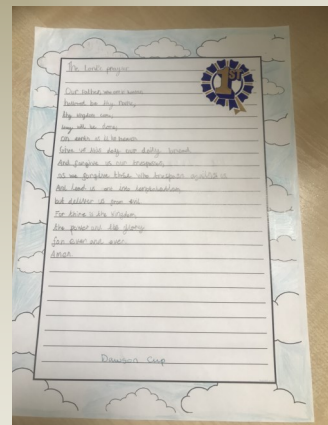 The Lord's prayer
1ST
Our father, who art in heaven
hallowed be thy name,
thy kingdom come,
thy will be done,
on earth as it is in heaven
Give us this day our daily bread
And forgive us our trespasses,
as we forgive those who trespass against us
And lead us not into temptation,
but deliver us from evil
For thine is the kingdom
the power and the glory
for ever and ever
Amen
Dawson Cup